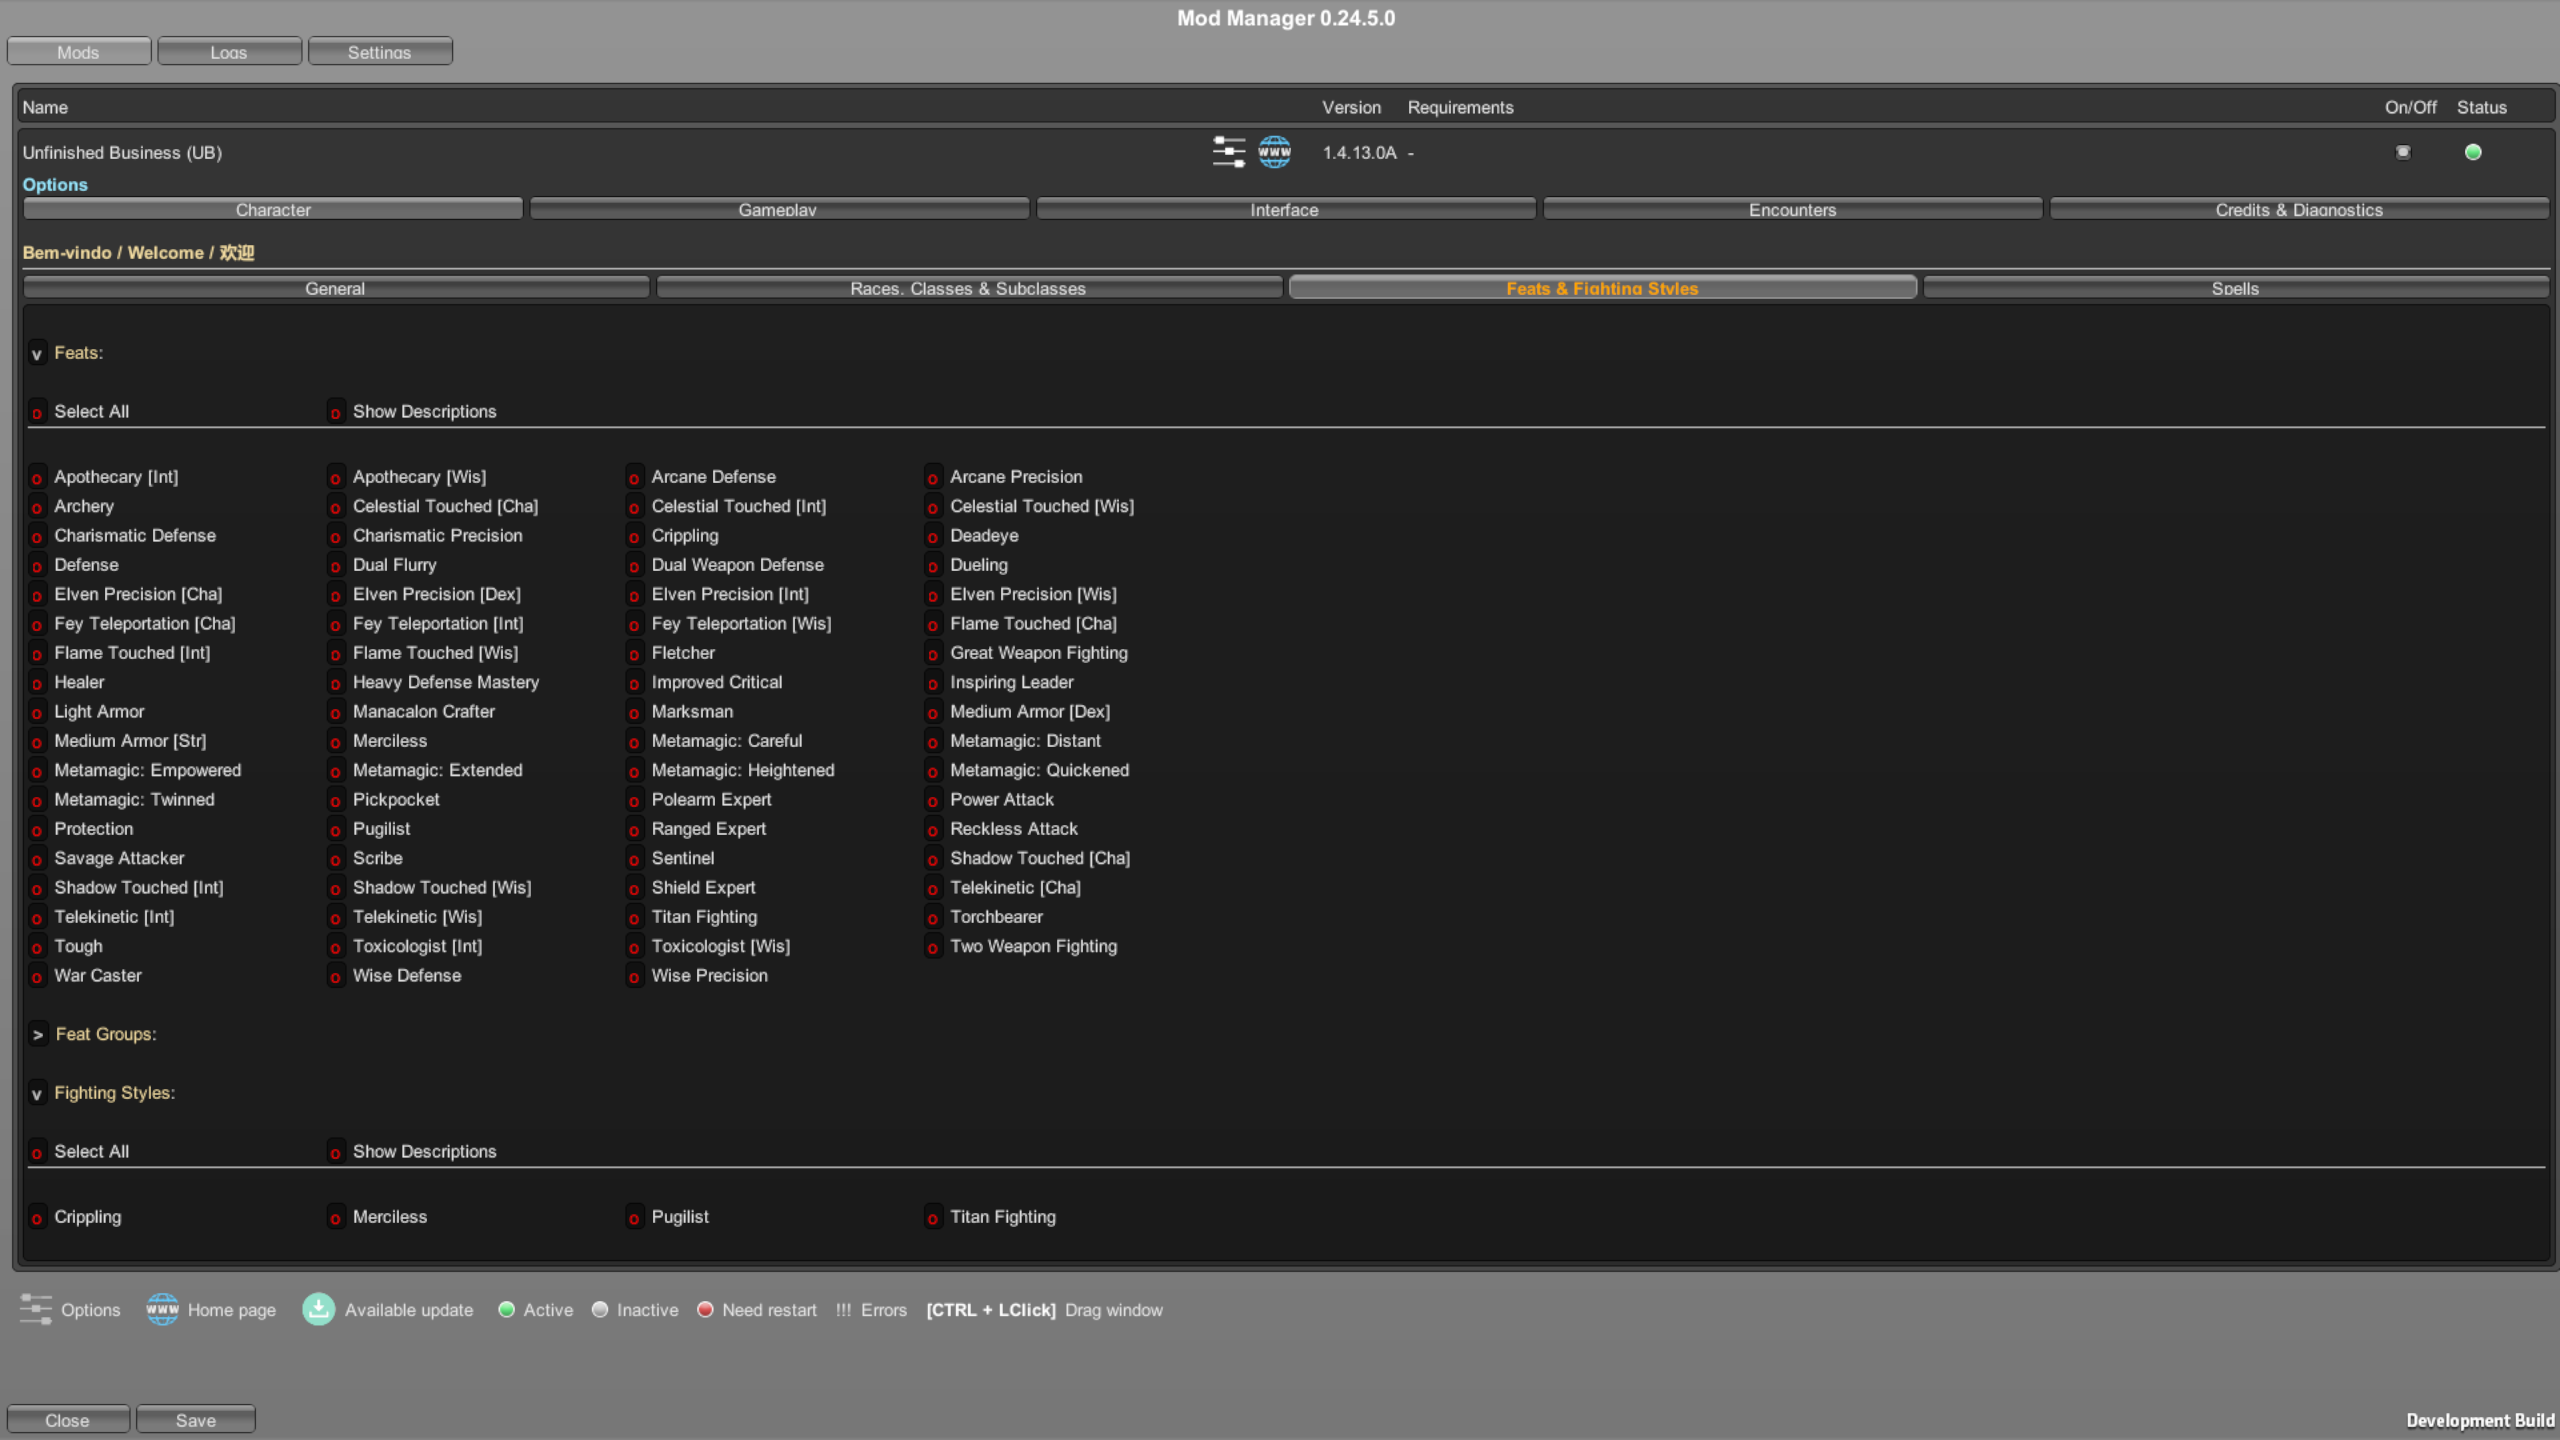 Mod Manager 0.24.5.0
Mods Logs Settings
Name Version Requirements On/Off Status
Unfinished Business (UB) www 1.4.13.0A - 
Options
Character Gameplay Interface Encounters Credits & Diagnostics
Bem-vindo / Welcome / 欢迎
General Races, Classes & Subclasses Feats & Fighting Styles Spells
v Feats:
o Select All o Show Descriptions
o Apothecary [Int] o Apothecary [Wis] o Arcane Defense o Arcane Precision
o Archery o Celestial Touched [Cha] o Celestial Touched [Int] o Celestial Touched [Wis]
o Charismatic Defense o Charismatic Precision o Crippling o Deadeye
o Defense o Dual Flurry o Dual Weapon Defense o Dueling
o Elven Precision [Cha] o Elven Precision [Dex] o Elven Precision [Int] o Elven Precision [Wis]
o Fey Teleportation [Cha] o Fey Teleportation [Int] o Fey Teleportation [Wis] o Flame Touched [Cha]
o Flame Touched [Int] o Flame Touched [Wis] o Fletcher o Great Weapon Fighting
o Healer o Heavy Defense Mastery o Improved Critical o Inspiring Leader
o Light Armor o Manacalon Crafter o Marksman o Medium Armor [Dex]
o Medium Armor [Str] o Merciless o Metamagic: Careful o Metamagic: Distant
o Metamagic: Empowered o Metamagic: Extended o Metamagic: Heightened o Metamagic: Quickened
o Metamagic: Twinned o Pickpocket o Polearm Expert o Power Attack
o Protection o Pugilist o Ranged Expert o Reckless Attack
o Savage Attacker o Scribe o Sentinel o Shadow Touched [Cha]
o Shadow Touched [Int] o Shadow Touched [Wis] o Shield Expert o Telekinetic [Cha]
o Telekinetic [Int] o Telekinetic [Wis] o Titan Fighting o Torchbearer
o Tough o Toxicologist [Int] o Toxicologist [Wis] o Two Weapon Fighting
o War Caster o Wise Defense o Wise Precision
> Feat Groups:
v Fighting Styles:
o Select All o Show Descriptions
o Crippling o Merciless o Pugilist o Titan Fighting
Options www Home page Available update Active Inactive Need restart !!! Errors [CTRL + LClick] Drag window
Close Save Development Build